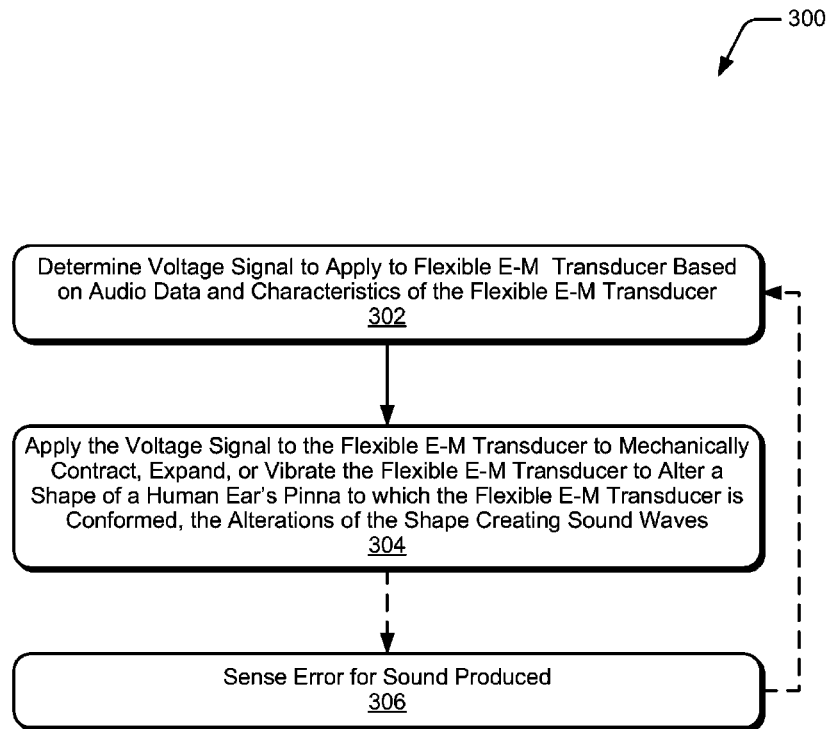 300
Determine Voltage Signal to Apply to Flexible E-M Transducer Based
on Audio Data and Characteristics of the Flexible E-M Transducer
302
Apply the Voltage Signal to the Flexible E-M Transducer to Mechanically
Contract, Expand, or Vibrate the Flexible E-M Transducer to Alter a
Shape of a Human Ear's Pinna to which the Flexible E-M Transducer is
Conformed, the Alterations of the Shape Creating Sound Waves
304
Sense Error for Sound Produced
306